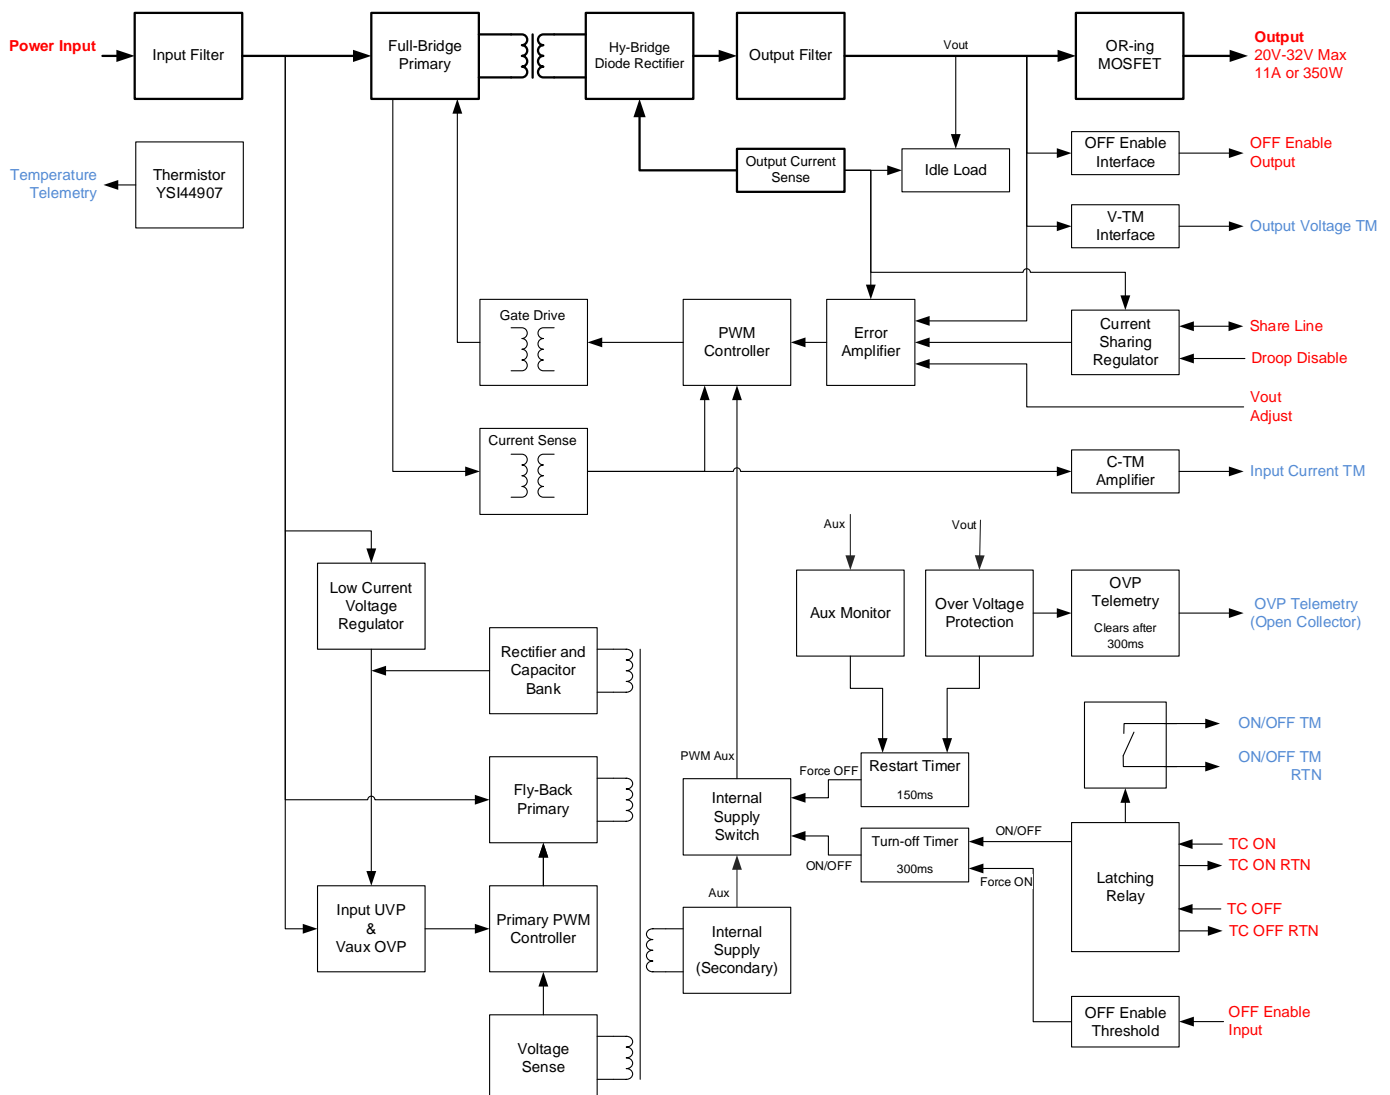 Power Input
Input Filter
Full-Bridge
Primary
Hy-Bridge
Diode Rectifier
Output Filter
Vout
OR-ing
MOSFET
Output
20V-32V Max
11A or 350W
Temperature
Telemetry
Thermistor
YSI44907
Output Current
Sense
Idle Load
OFF Enable
Interface
OFF Enable
Output
V-TM
Interface
Output Voltage TM
Gate Drive
PWM
Controller
Error
Amplifier
Current
Sharing
Regulator
Share Line
Droop Disable
Vout
Adjust
Current Sense
C-TM
Amplifier
Input Current TM
Aux
Vout
Low Current
Voltage
Regulator
Aux Monitor
Over Voltage
Protection
OVP
Telemetry
Clears after
300ms
OVP Telemetry
(Open Collector)
Rectifier and
Capacitor
Bank
ON/OFF TM
ON/OFF TM
RTN
PWM Aux
Force OFF
Restart Timer
150ms
Fly-Back
Primary
Internal
Supply
Switch
ON/OFF
Turn-off Timer
300ms
ON/OFF
Force ON
Latching
Relay
TC ON
TC ON RTN
TC OFF
TC OFF RTN
Aux
Input UVP
&
Vaux OVP
Primary PWM
Controller
Internal
Supply
(Secondary)
OFF Enable
Threshold
OFF Enable
Input
Voltage
Sense